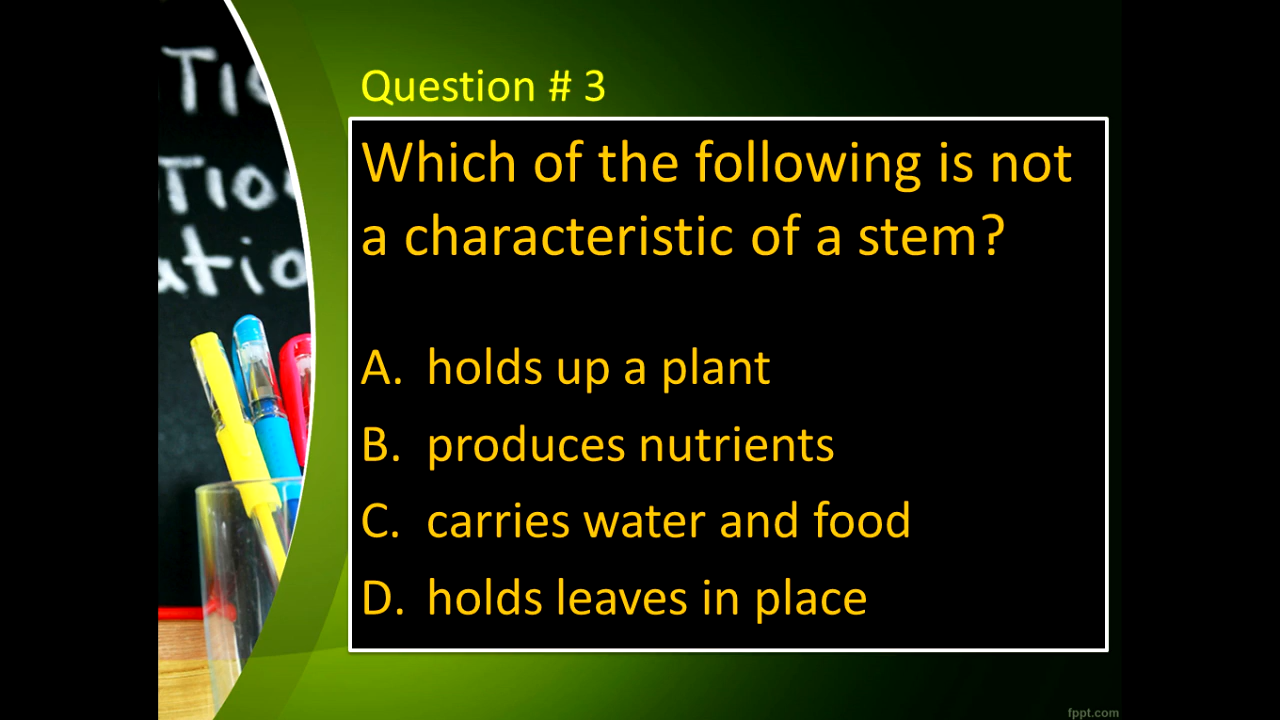 Question # 3
Which of the following is not
a characteristic of a stem?
A. holds up a plant
B. produces nutrients
C. carries water and food
D. holds leaves in place
fppt.com